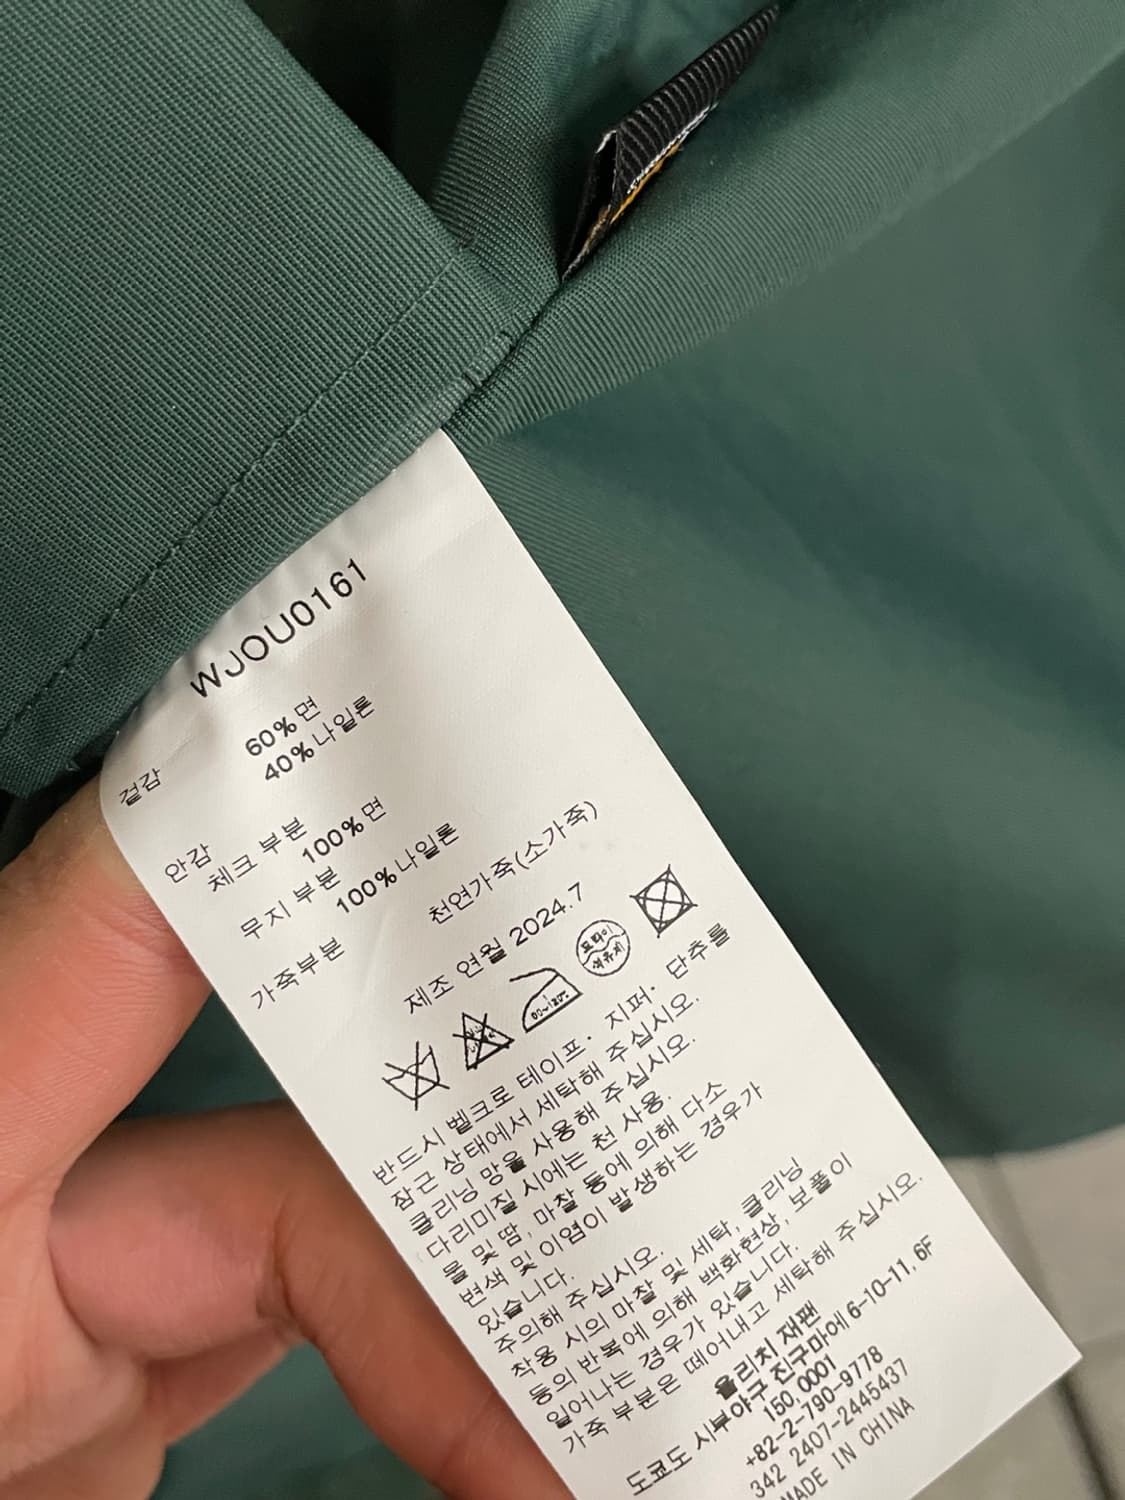 WJOU0161
겉감
60%면
40%나일론
안감
체크 부분
100%면
무지 부분
100%나일론
가죽부분
천연가죽(소가죽)
제조 연월 2024.7
드라이
석유계
반드시 벨크로 테이프. 지퍼. 단추를
잠근 상태에서 세탁해 주십시오.
클리닝 망을 사용해 주십시오.
다리미질 시에는 천 사용.
물 및 땀, 마찰 등에 의해 다소
변색 및 이염이 발생하는 경우가
있습니다.
주의해 주십시오.
착용 시의 마찰 및 세탁, 클리닝
등의 반복에 의해 백화현상, 보풀이
일어나는 경우가 있습니다.
가죽 부분은 떼어내고 세탁해 주십시오.
울리치 재팬
도쿄도 시부야구 진구마에 6-10-11, 6F
150,0001
+82-2-790-9778
342 2407-2445437
MADE IN CHINA